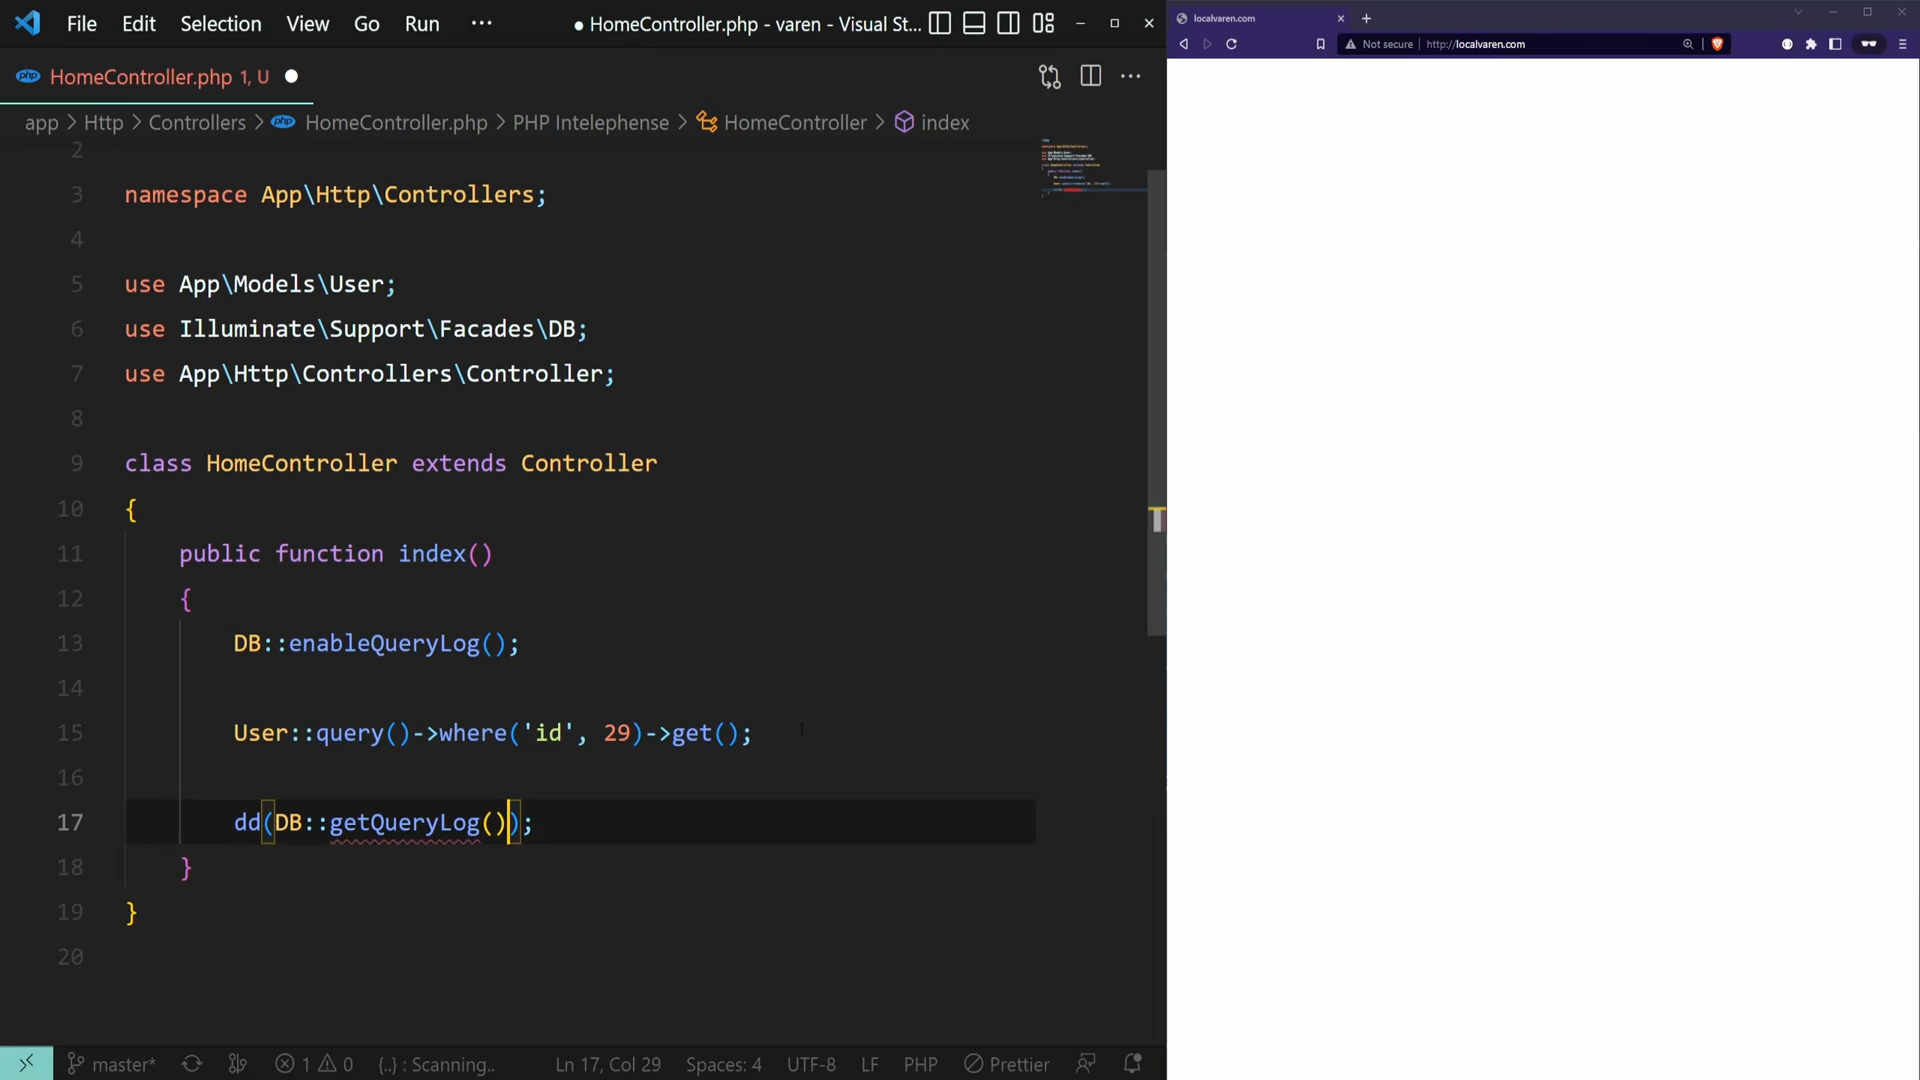 File Edit Selection View Go Run ··· ● HomeController.php - varen - Visual St...
HomeController.php 1, U
app > Http > Controllers > HomeController.php > PHP Intelephense > HomeController > index
2
3 namespace App\Http\Controllers;
4
5 use App\Models\User;
6 use Illuminate\Support\Facades\DB;
7 use App\Http\Controllers\Controller;
8
9 class HomeController extends Controller
10 {
11 public function index()
12 {
13 DB::enableQueryLog();
14
15 User::query()->where('id', 29)->get();
16
17 dd(DB::getQueryLog());
18 }
19 }
20
master* 1 0 {..} : Scanning.. Ln 17, Col 29 Spaces: 4 UTF-8 LF PHP Prettier
localvaren.com
Not secure http://localvaren.com